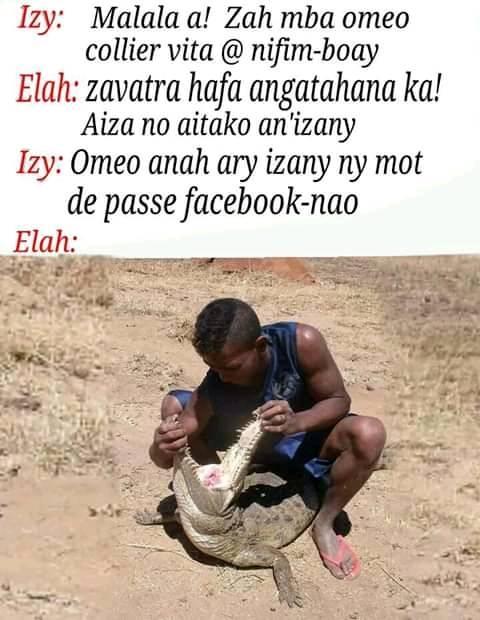 Izy: Malala a! Zah mba omeo
collier vita @ nifim-boay
Elah: zavatra hafa angatahana ka!
Aiza no aitako an'izany
Izy: Omeo anah ary izany ny mot
de passe facebook-nao
Elah: